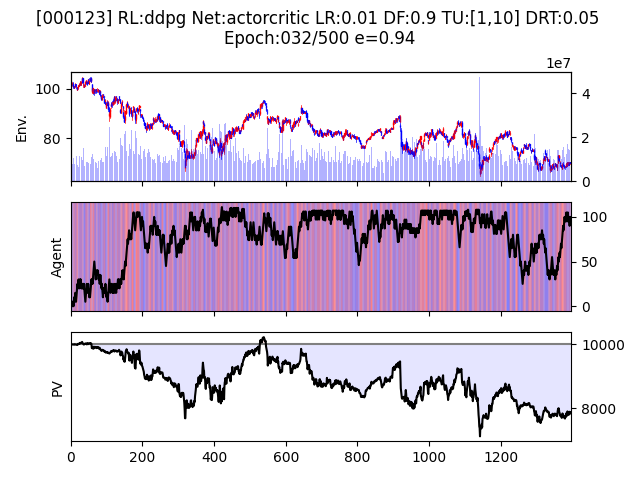 [000123] RL:ddpg Net:actorcritic LR:0.01 DF:0.9 TU:[1,10] DRT:0.05
Epoch:032/500 e=0.94
1e7
100
80
Env.
4
2
0
Agent
100
50
0
PV
10000
8000
0 200 400 600 800 1000 1200